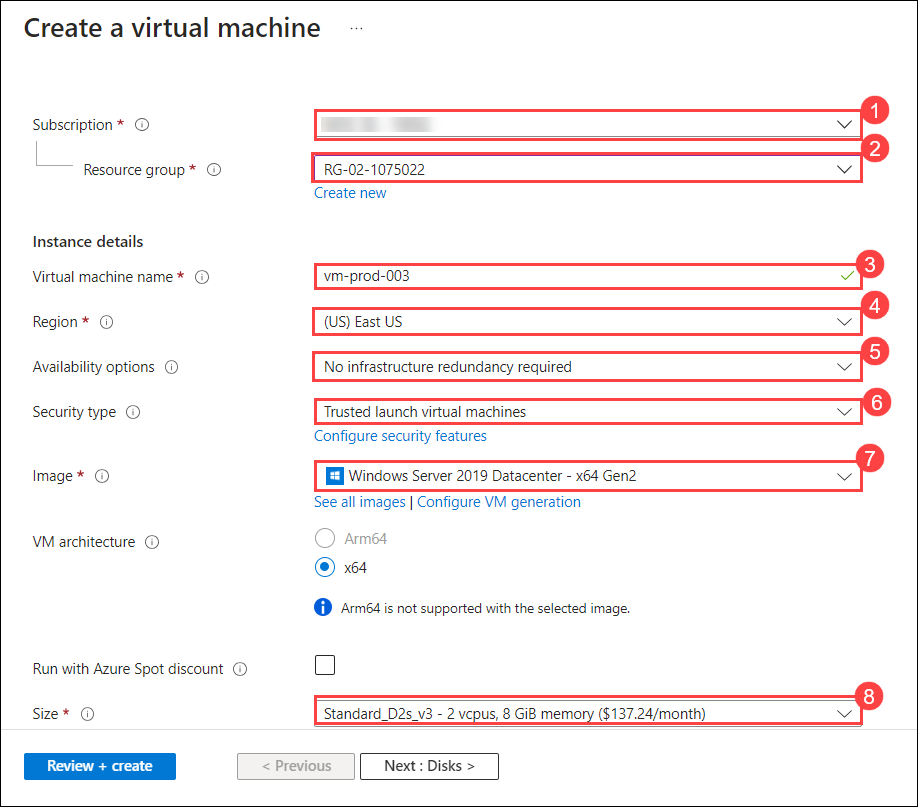 Create a virtual machine ...
1
Subscription *
2
Resource group * RG-02-1075022
Create new
Instance details
3
Virtual machine name * vm-prod-003
4
Region * (US) East US
5
Availability options No infrastructure redundancy required
6
Security type Trusted launch virtual machines
Configure security features
7
Image * Windows Server 2019 Datacenter - x64 Gen2
See all images | Configure VM generation
VM architecture Arm64
x64
Arm64 is not supported with the selected image.
Run with Azure Spot discount
8
Size * Standard_D2s_v3 - 2 vcpus, 8 GiB memory ($137.24/month)
Review + create < Previous Next : Disks >